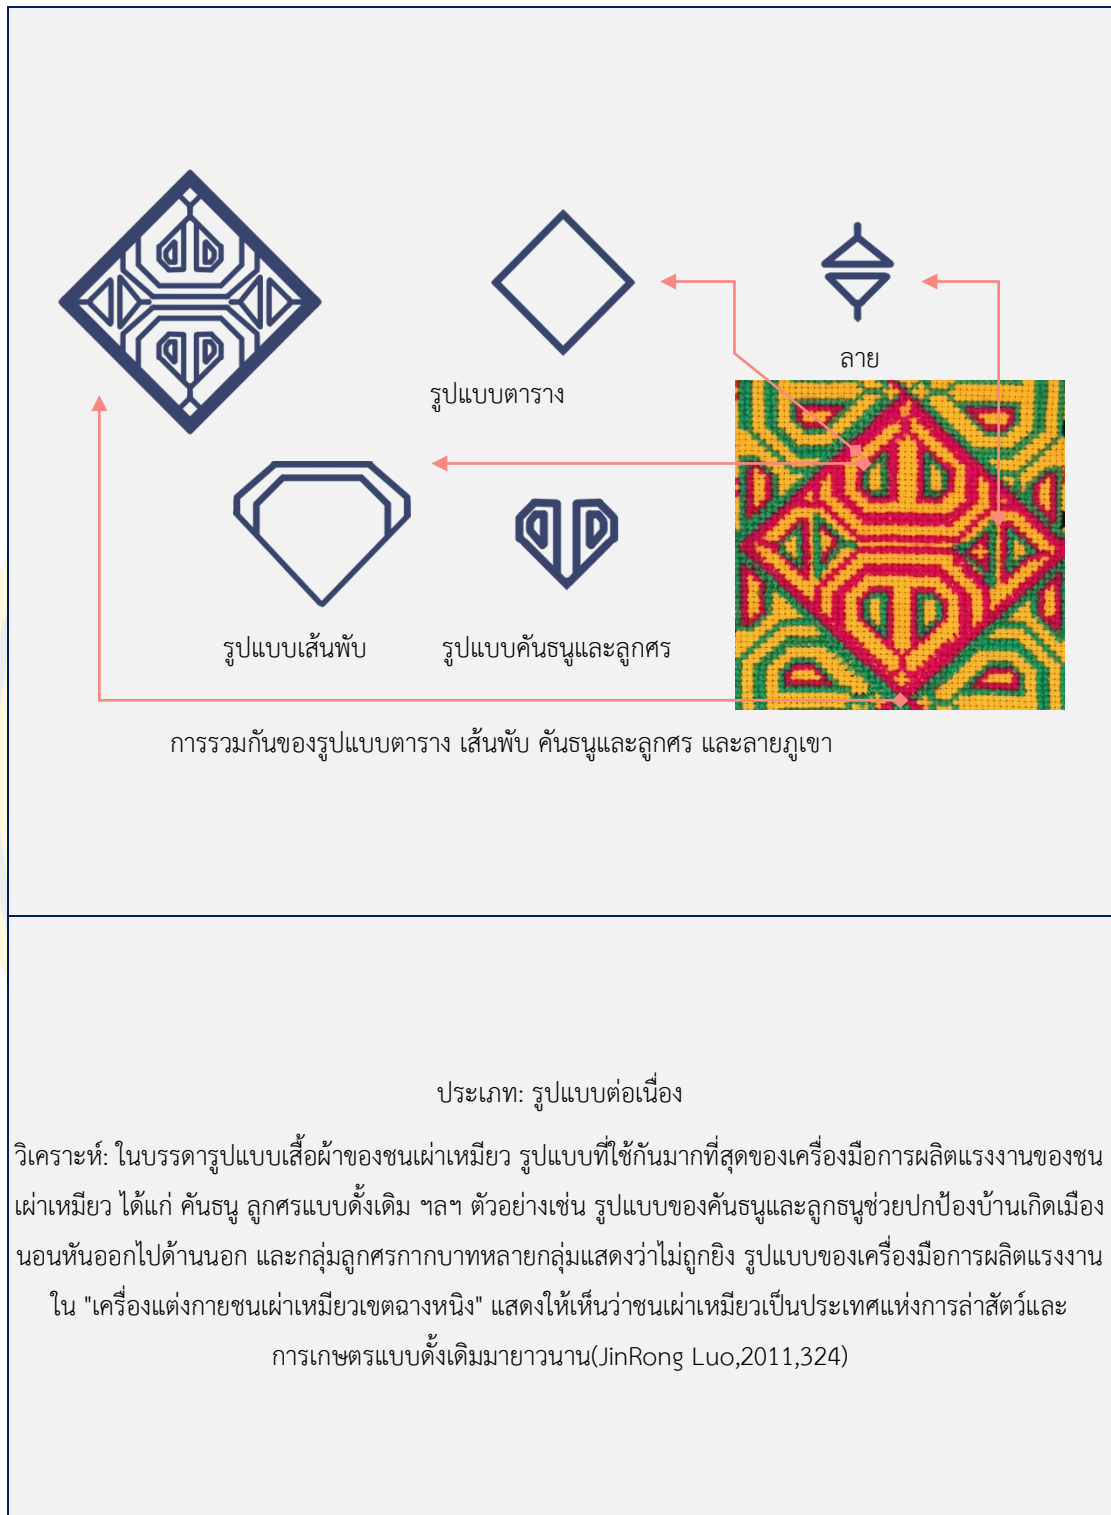 ลาย
รูปแบบตาราง
รูปแบบเส้นพับ
รูปแบบคันธนูและลูกศร
การรวมกันของรูปแบบตาราง เส้นพับ คันธนูและลูกศร และลายภูเขา
ประเภท: รูปแบบต่อเนื่อง
วิเคราะห์: ในบรรดารูปแบบเสื้อผ้าของชนเผ่าเหมียว รูปแบบที่ใช้กันมากที่สุดของเครื่องมือการผลิตแรงงานของชน
เผ่าเหมียว ได้แก่ คันธนู ลูกศรแบบดั้งเดิม ฯลฯ ตัวอย่างเช่น รูปแบบของคันธนูและลูกธนูช่วยปกป้องบ้านเกิดเมือง
นอนหันออกไปด้านนอก และกลุ่มลูกศรกากบาทหลายกลุ่มแสดงว่าไม่ถูกยิง รูปแบบของเครื่องมือการผลิตแรงงาน
ใน "เครื่องแต่งกายชนเผ่าเหมียวเขตฉางหนิง" แสดงให้เห็นว่าชนเผ่าเหมียวเป็นประเทศแห่งการล่าสัตว์และ
การเกษตรแบบดั้งเดิมมายาวนาน(JinRong Luo,2011,324)